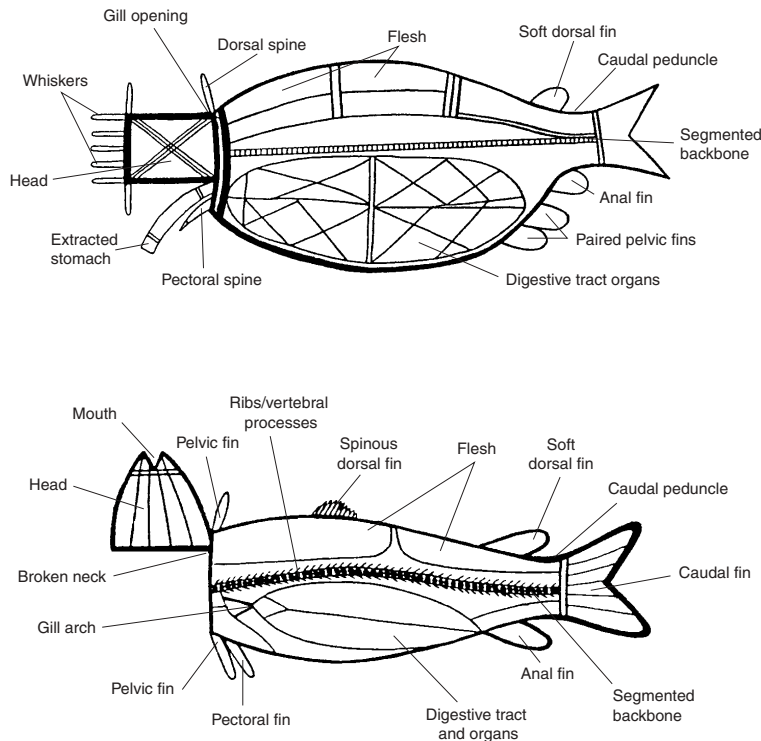 Gill opening
Dorsal spine
Flesh
Soft dorsal fin
Caudal peduncle
Whiskers
Segmented
backbone
Head
Anal fin
Extracted
stomach
Paired pelvic fins
Pectoral spine
Digestive tract organs
Ribs/vertebral
processes
Mouth
Pelvic fin
Spinous
dorsal fin
Flesh
Soft
dorsal fin
Head
Caudal peduncle
Broken neck
Caudal fin
Gill arch
Anal fin
Pelvic fin
Segmented
backbone
Pectoral fin
Digestive tract
and organs